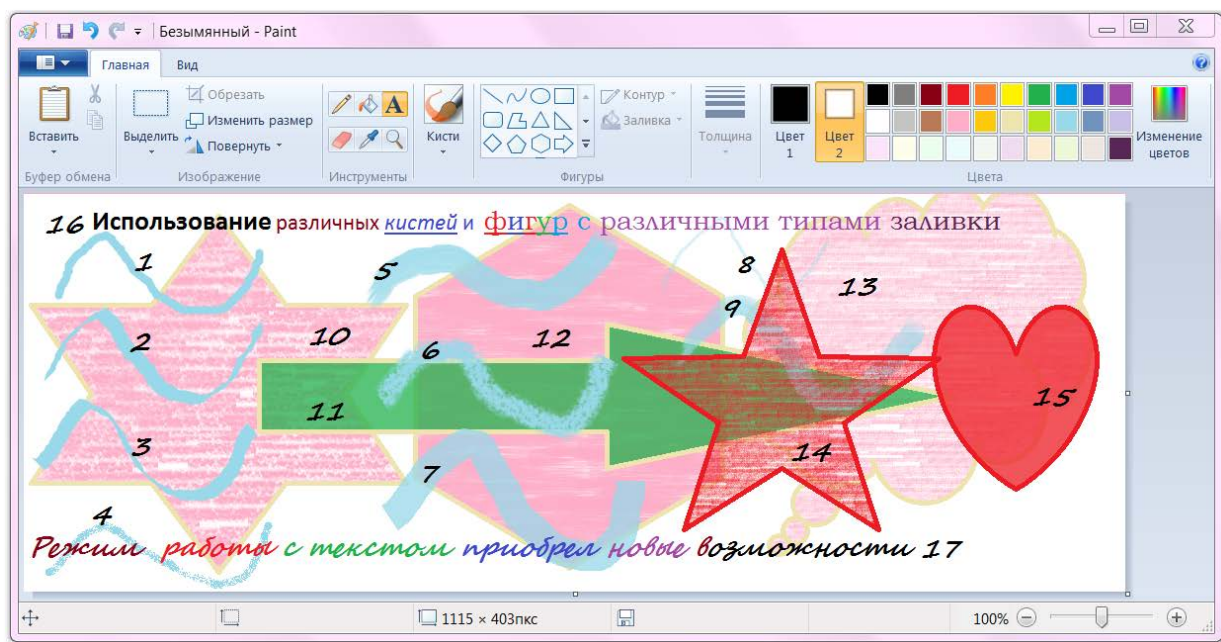 Безымянный - Paint
Главная Вид
Вставить
Буфер обмена
Выделить
Обрезать
Изменить размер
Повернуть
Изображение
A
Инструменты
Кисти
Контур
Заливка
Фигуры
Толщина
Цвет 1
Цвет 2
Изменение цветов
Цвета
16 Использование различных кистей и фигур с различными типами заливки
1
5
8
13
9
2
10
6
12
11
15
3
7
14
4
Режим работы с текстом приобрел новые возможности 17
1115 × 403пкс
100%